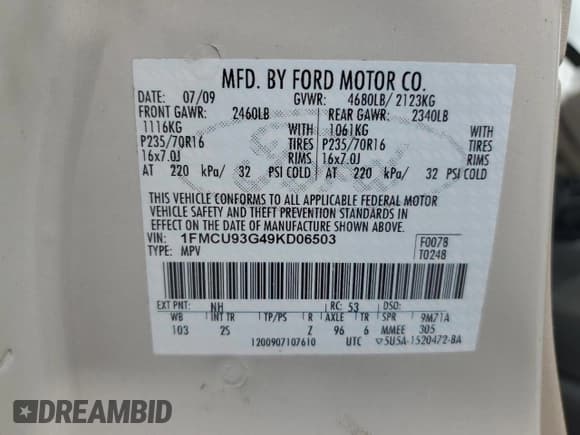 MFD. BY FORD MOTOR CO.
DATE: 07/09 GVWR: 4680LB/ 2123KG
FRONT GAWR: 2460LB REAR GAWR: 2340LB
1116KG WITH 1061KG WITH
P235/70R16 TIRES P235/70R16 TIRES
16x7.0J RIMS 16x7.0J RIMS
AT 220 kPa/ 32 PSI COLD AT 220 kPa/ 32 PSI COLD
THIS VEHICLE CONFORMS TO ALL APPLICABLE FEDERAL MOTOR
VEHICLE SAFETY AND THEFT PREVENTION STANDARDS IN
EFFECT ON THE DATE OF MANUFACTURE SHOWN ABOVE.
VIN: 1FMCU93G49KD06503 F0078
TYPE: MPV T0248
EXT PNT: NH RC: 53 DSO:
WB INT TR TP/PS R AXLE TR SPR 9M71A
103 2S Z 96 6 MMEE 305
1200907107610 UTC ▽5U5A-1520472-BA
DREAMBID